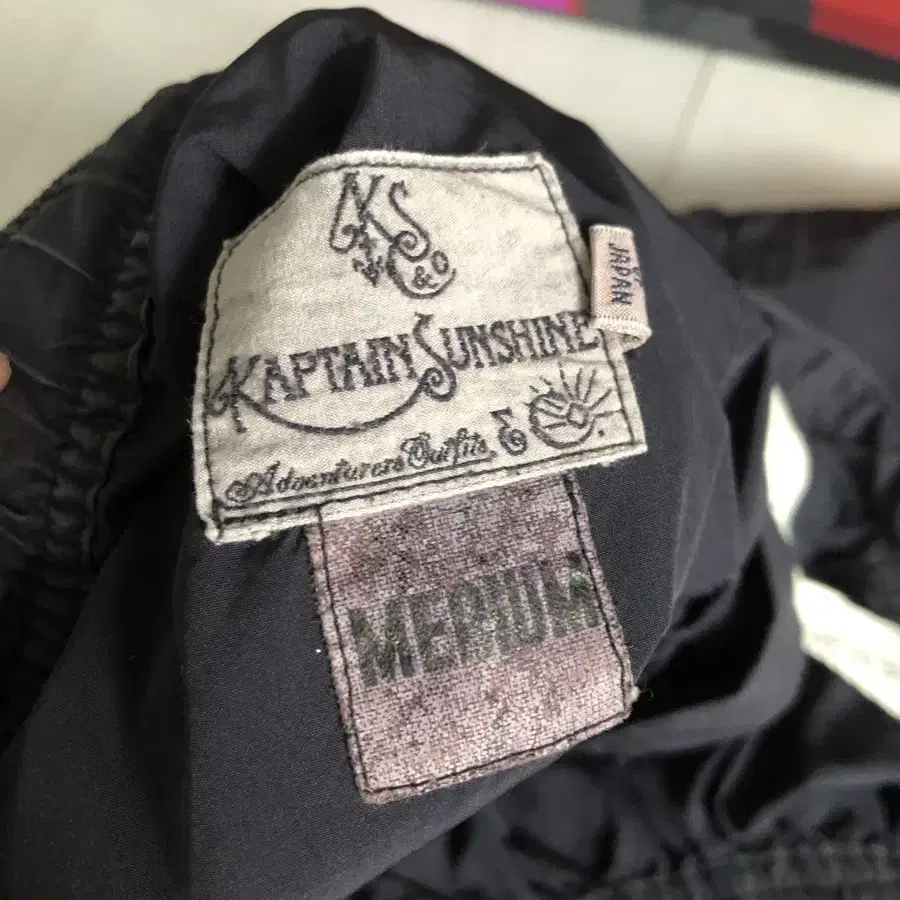 KS
&Co
KAPTAIN SUNSHINE
Adventurers Outfits
JAPAN
MEDIUM